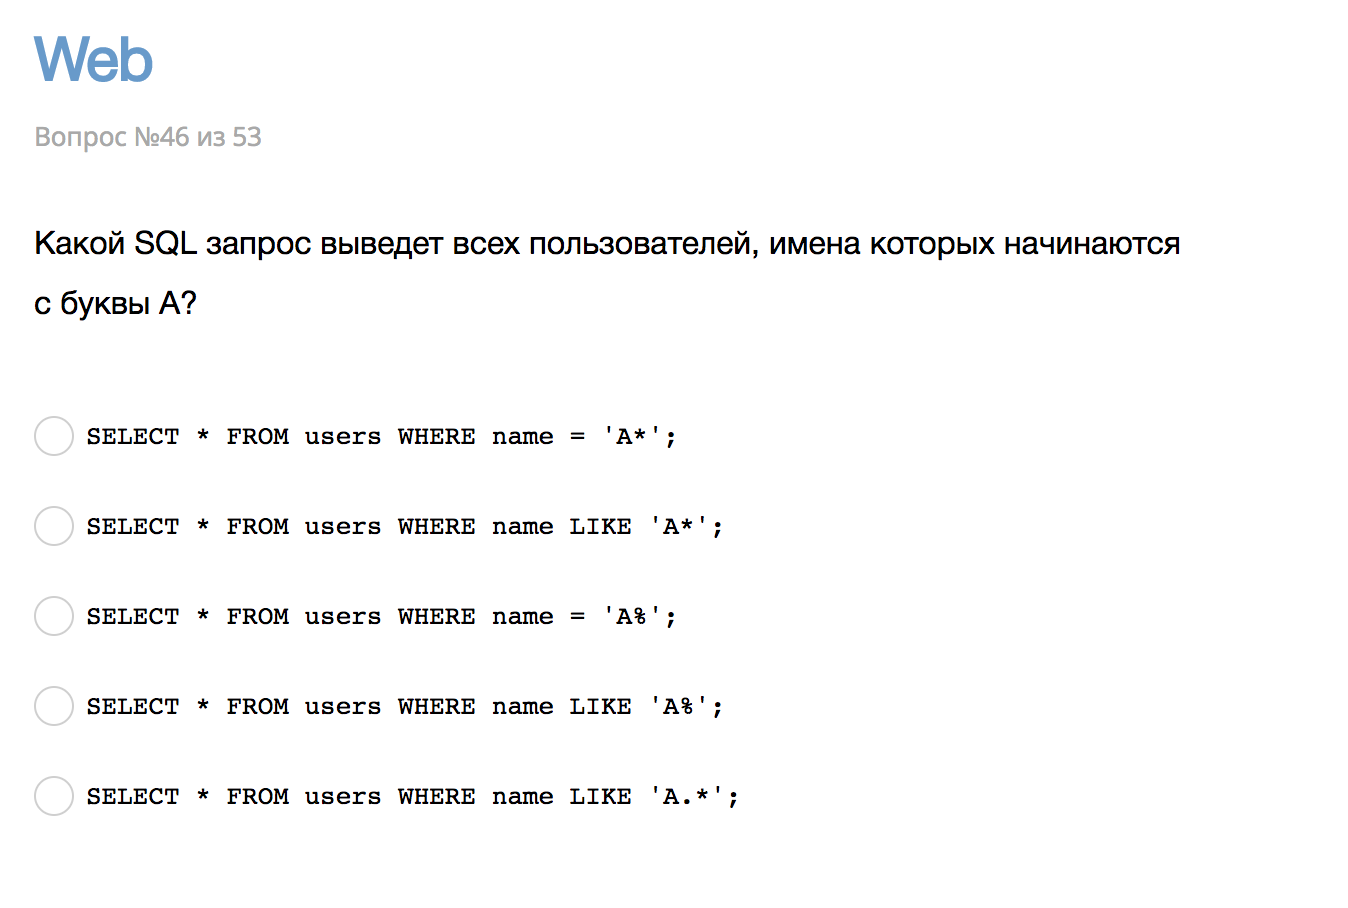 Web
Вопрос №46 из 53
Какой SQL запрос выведет всех пользователей, имена которых начинаются
с буквы А?
SELECT * FROM users WHERE name = 'A*';
SELECT * FROM users WHERE name LIKE 'A*';
SELECT * FROM users WHERE name = 'A%';
SELECT * FROM users WHERE name LIKE 'A%';
SELECT * FROM users WHERE name LIKE 'A.*';